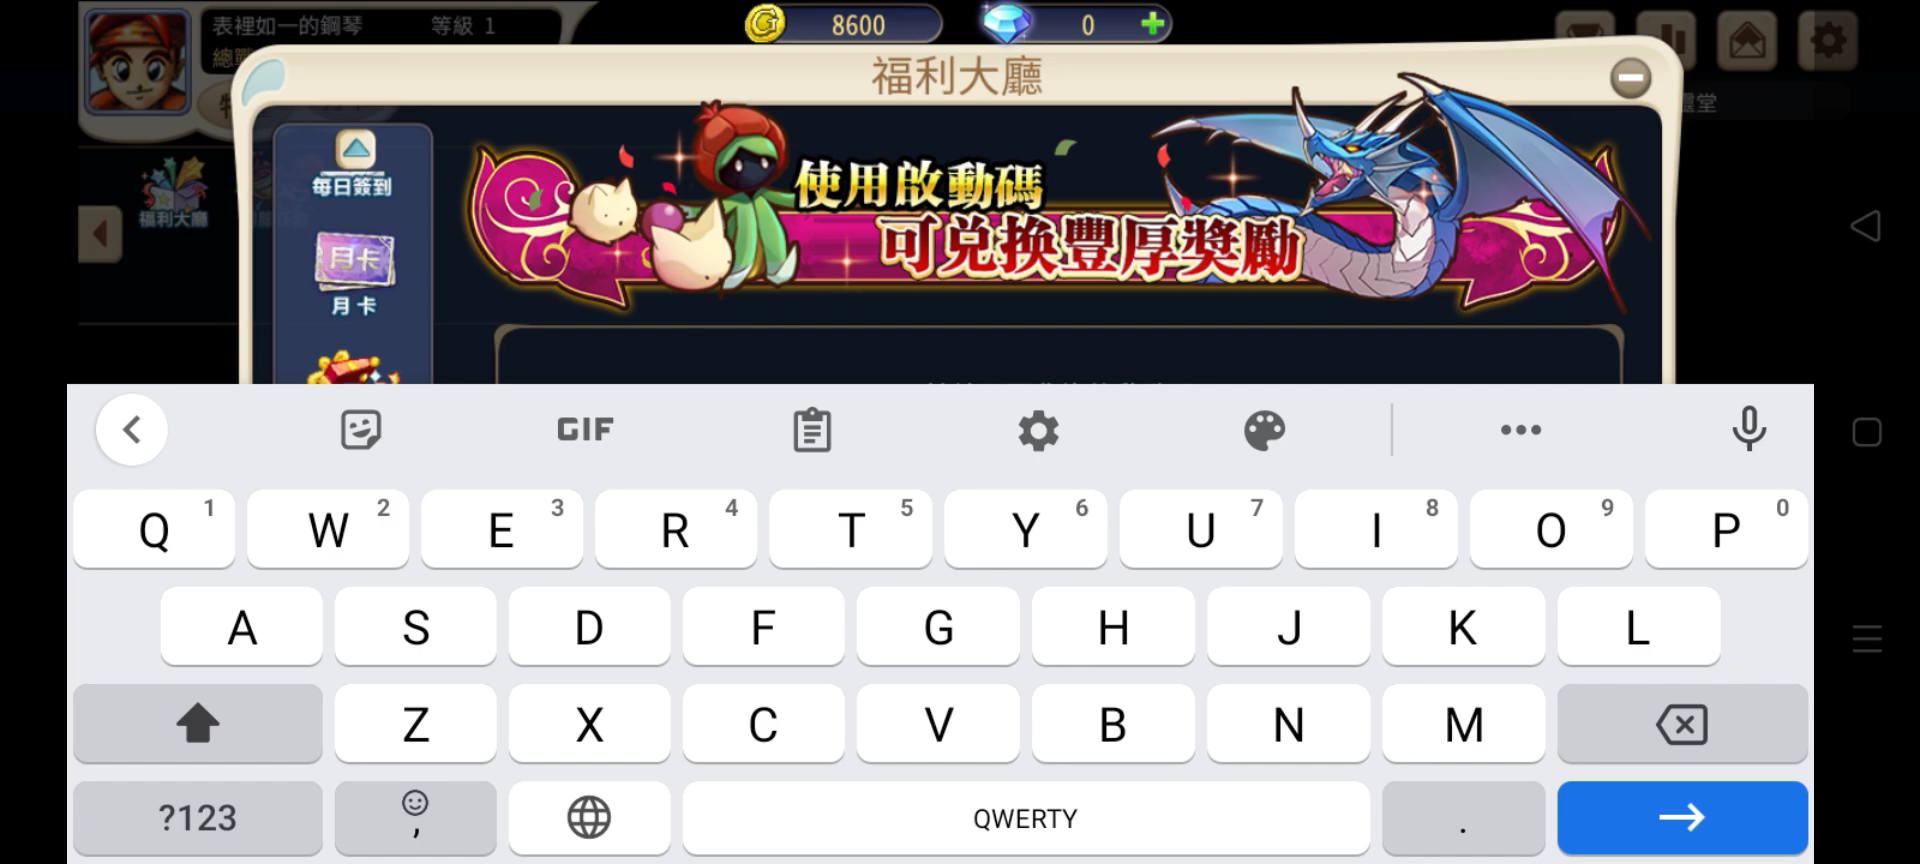 表裡如一的鋼琴 等級 1
8600
0
福利大廳
每日簽到
福利大廳
月卡
月卡
使用啟動碼
可兑换豐厚獎勵
GIF
Q 1 W 2 E 3 R 4 T 5 Y 6 U 7 I 8 O 9 P 0
A S D F G H J K L
Z X C V B N M
?123 , QWERTY .